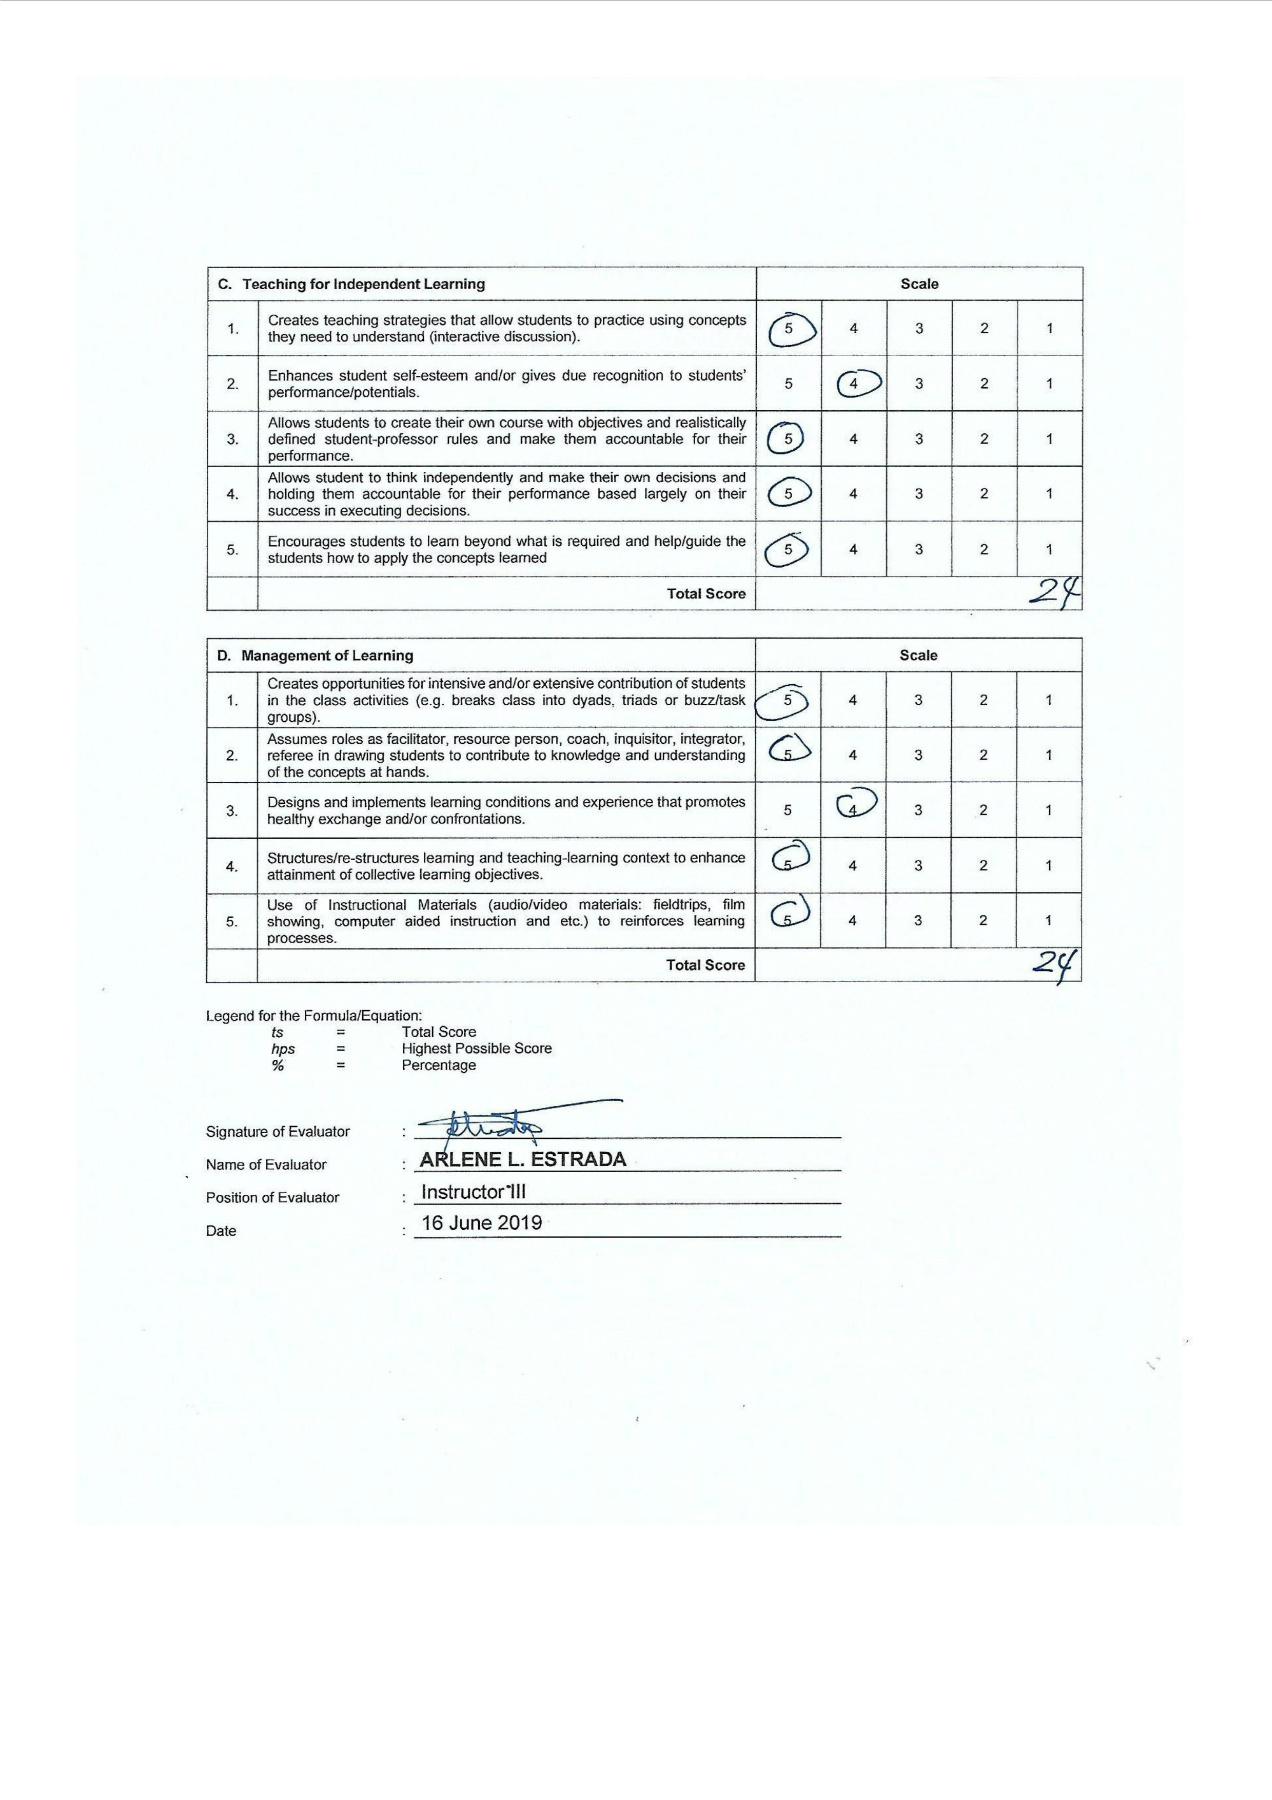 C. Teaching for Independent Learning Scale
1. Creates teaching strategies that allow students to practice using concepts 5 4 3 2 1
they need to understand (interactive discussion).
2. Enhances student self-esteem and/or gives due recognition to students' 5 4 3 2 1
performance/potentials.
Allows students to create their own course with objectives and realistically
3. defined student-professor rules and make them accountable for their 5 4 3 2 1
performance.
Allows student to think independently and make their own decisions and
4. holding them accountable for their performance based largely on their 5 4 3 2 1
success in executing decisions.
5. Encourages students to learn beyond what is required and help/guide the 5 4 3 2 1
students how to apply the concepts learned
Total Score 24
D. Management of Learning Scale
Creates opportunities for intensive and/or extensive contribution of students
1. in the class activities (e.g. breaks class into dyads, triads or buzz/task 5 4 3 2 1
groups).
Assumes roles as facilitator, resource person, coach, inquisitor, integrator,
2. referee in drawing students to contribute to knowledge and understanding 5 4 3 2 1
of the concepts at hands.
3. Designs and implements learning conditions and experience that promotes 5 4 3 2 1
healthy exchange and/or confrontations.
4. Structures/re-structures learning and teaching-learning context to enhance 5 4 3 2 1
attainment of collective learning objectives.
Use of Instructional Materials (audio/video materials: fieldtrips, film
5. showing, computer aided instruction and etc.) to reinforces learning 5 4 3 2 1
processes.
Total Score 24
Legend for the Formula/Equation:
ts = Total Score
hps = Highest Possible Score
% = Percentage
Signature of Evaluator :
Name of Evaluator : ARLENE L. ESTRADA
Position of Evaluator : Instructor III
Date : 16 June 2019